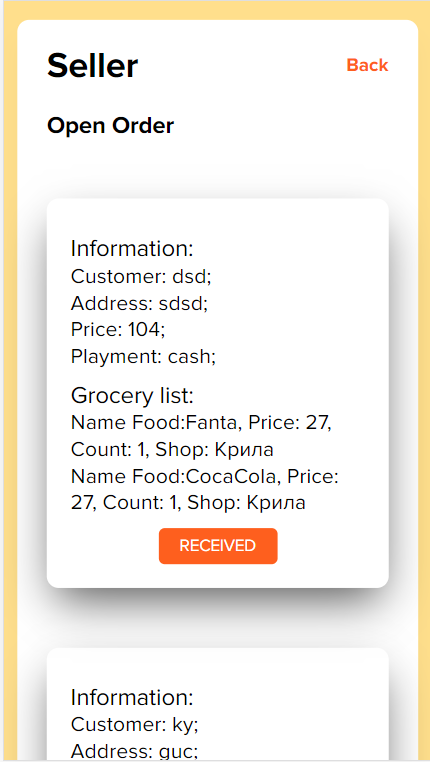 Seller
Back
Open Order
Information:
Customer: dsd;
Address: sdsd;
Price: 104;
Playment: cash;
Grocery list:
Name Food:Fanta, Price: 27,
Count: 1, Shop: Крила
Name Food:CocaCola, Price:
27, Count: 1, Shop: Крила
RECEIVED
Information:
Customer: ky;
Address: guc;